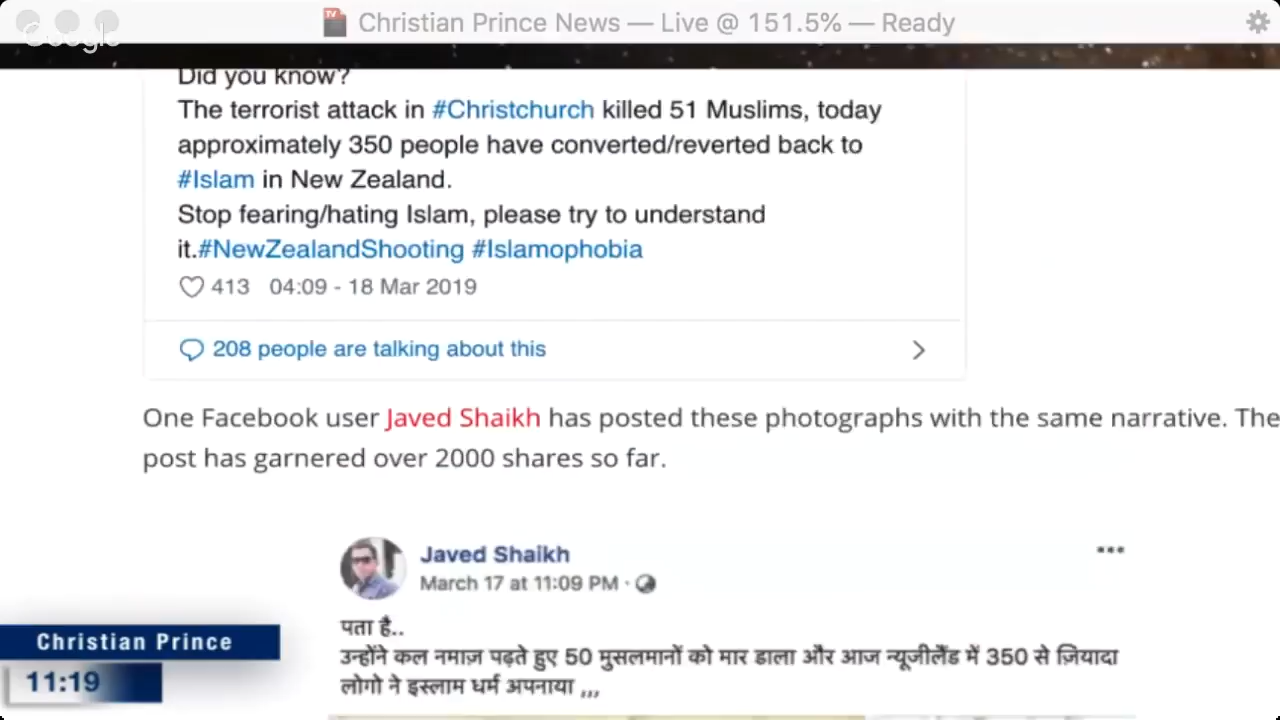 Christian Prince News — Live @ 151.5% — Ready
Google
Did you know?
The terrorist attack in #Christchurch killed 51 Muslims, today
approximately 350 people have converted/reverted back to
#Islam in New Zealand.
Stop fearing/hating Islam, please try to understand
it.#NewZealandShooting #Islamophobia
413 04:09 - 18 Mar 2019
208 people are talking about this
One Facebook user Javed Shaikh has posted these photographs with the same narrative. The
post has garnered over 2000 shares so far.
Javed Shaikh
March 17 at 11:09 PM ·
पता है..
उन्होंने कल नमाज़ पढ़ते हुए 50 मुसलमानों को मार डाला और आज न्यूजीलैंड में 350 से ज़ियादा
लोगो ने इस्लाम धर्म अपनाया ,,,
Christian Prince
11:19